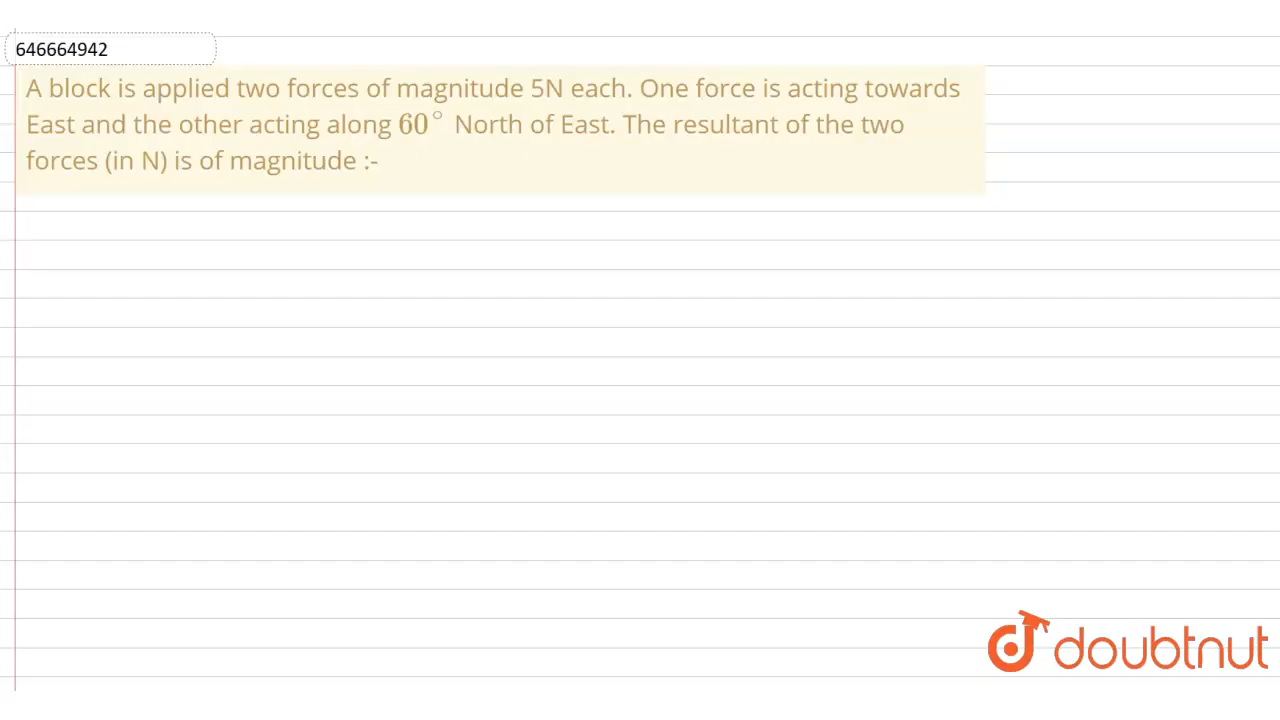 646664942
A block is applied two forces of magnitude 5N each. One force is acting towards
East and the other acting along 60° North of East. The resultant of the two
forces (in N) is of magnitude :-
doubtnut